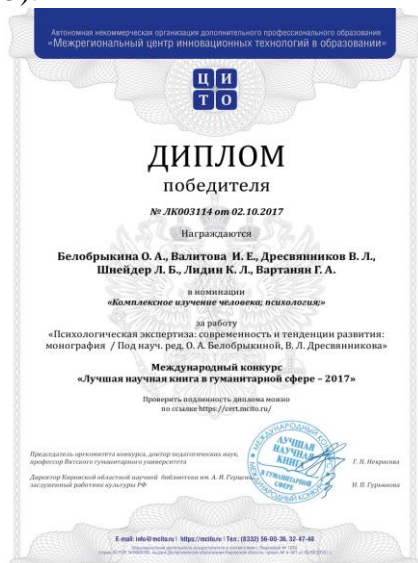 Автономная некоммерческая организация дополнительного профессионального образования
«Межрегиональный центр инновационных технологий в образовании»
ЦИ
ТО
ДИПЛОМ
победителя
№ ЛК003114 от 02.10.2017
Награждаются
Белобрыкина О. А., Валитова И. Е., Дресвянников В. Л.,
Шнейдер Л. Б., Лидин К. Л., Вартанян Г. А.
в номинации
«Комплексное изучение человека; психология;»
за работу
«Психологическая экспертиза: современность и тенденции развития:
монография / Под науч. ред. О. А. Белобрыкиной, В. Л. Дресвянникова»
Международный конкурс
«Лучшая научная книга в гуманитарной сфере – 2017»
Проверить подлинность диплома можно
по ссылке https://cert.mcito.ru/
Председатель оргкомитета конкурса, доктор педагогических наук,
профессор Вятского гуманитарного университета
Г. Н. Некрасова
Директор Кировской областной научной библиотеки им. А. И. Герцена
заслуженный работник культуры РФ
Н. П. Гурьянова
МЕЖДУНАРОДНЫЙ КОНКУРС
ЛУЧШАЯ
НАУЧНАЯ
КНИГА
В ГУМАНИТАРНОЙ
СФЕРЕ
E-mail: info@mcito.ru | https://mcito.ru | Тел.: (8332) 56-00-38, 32-47-48